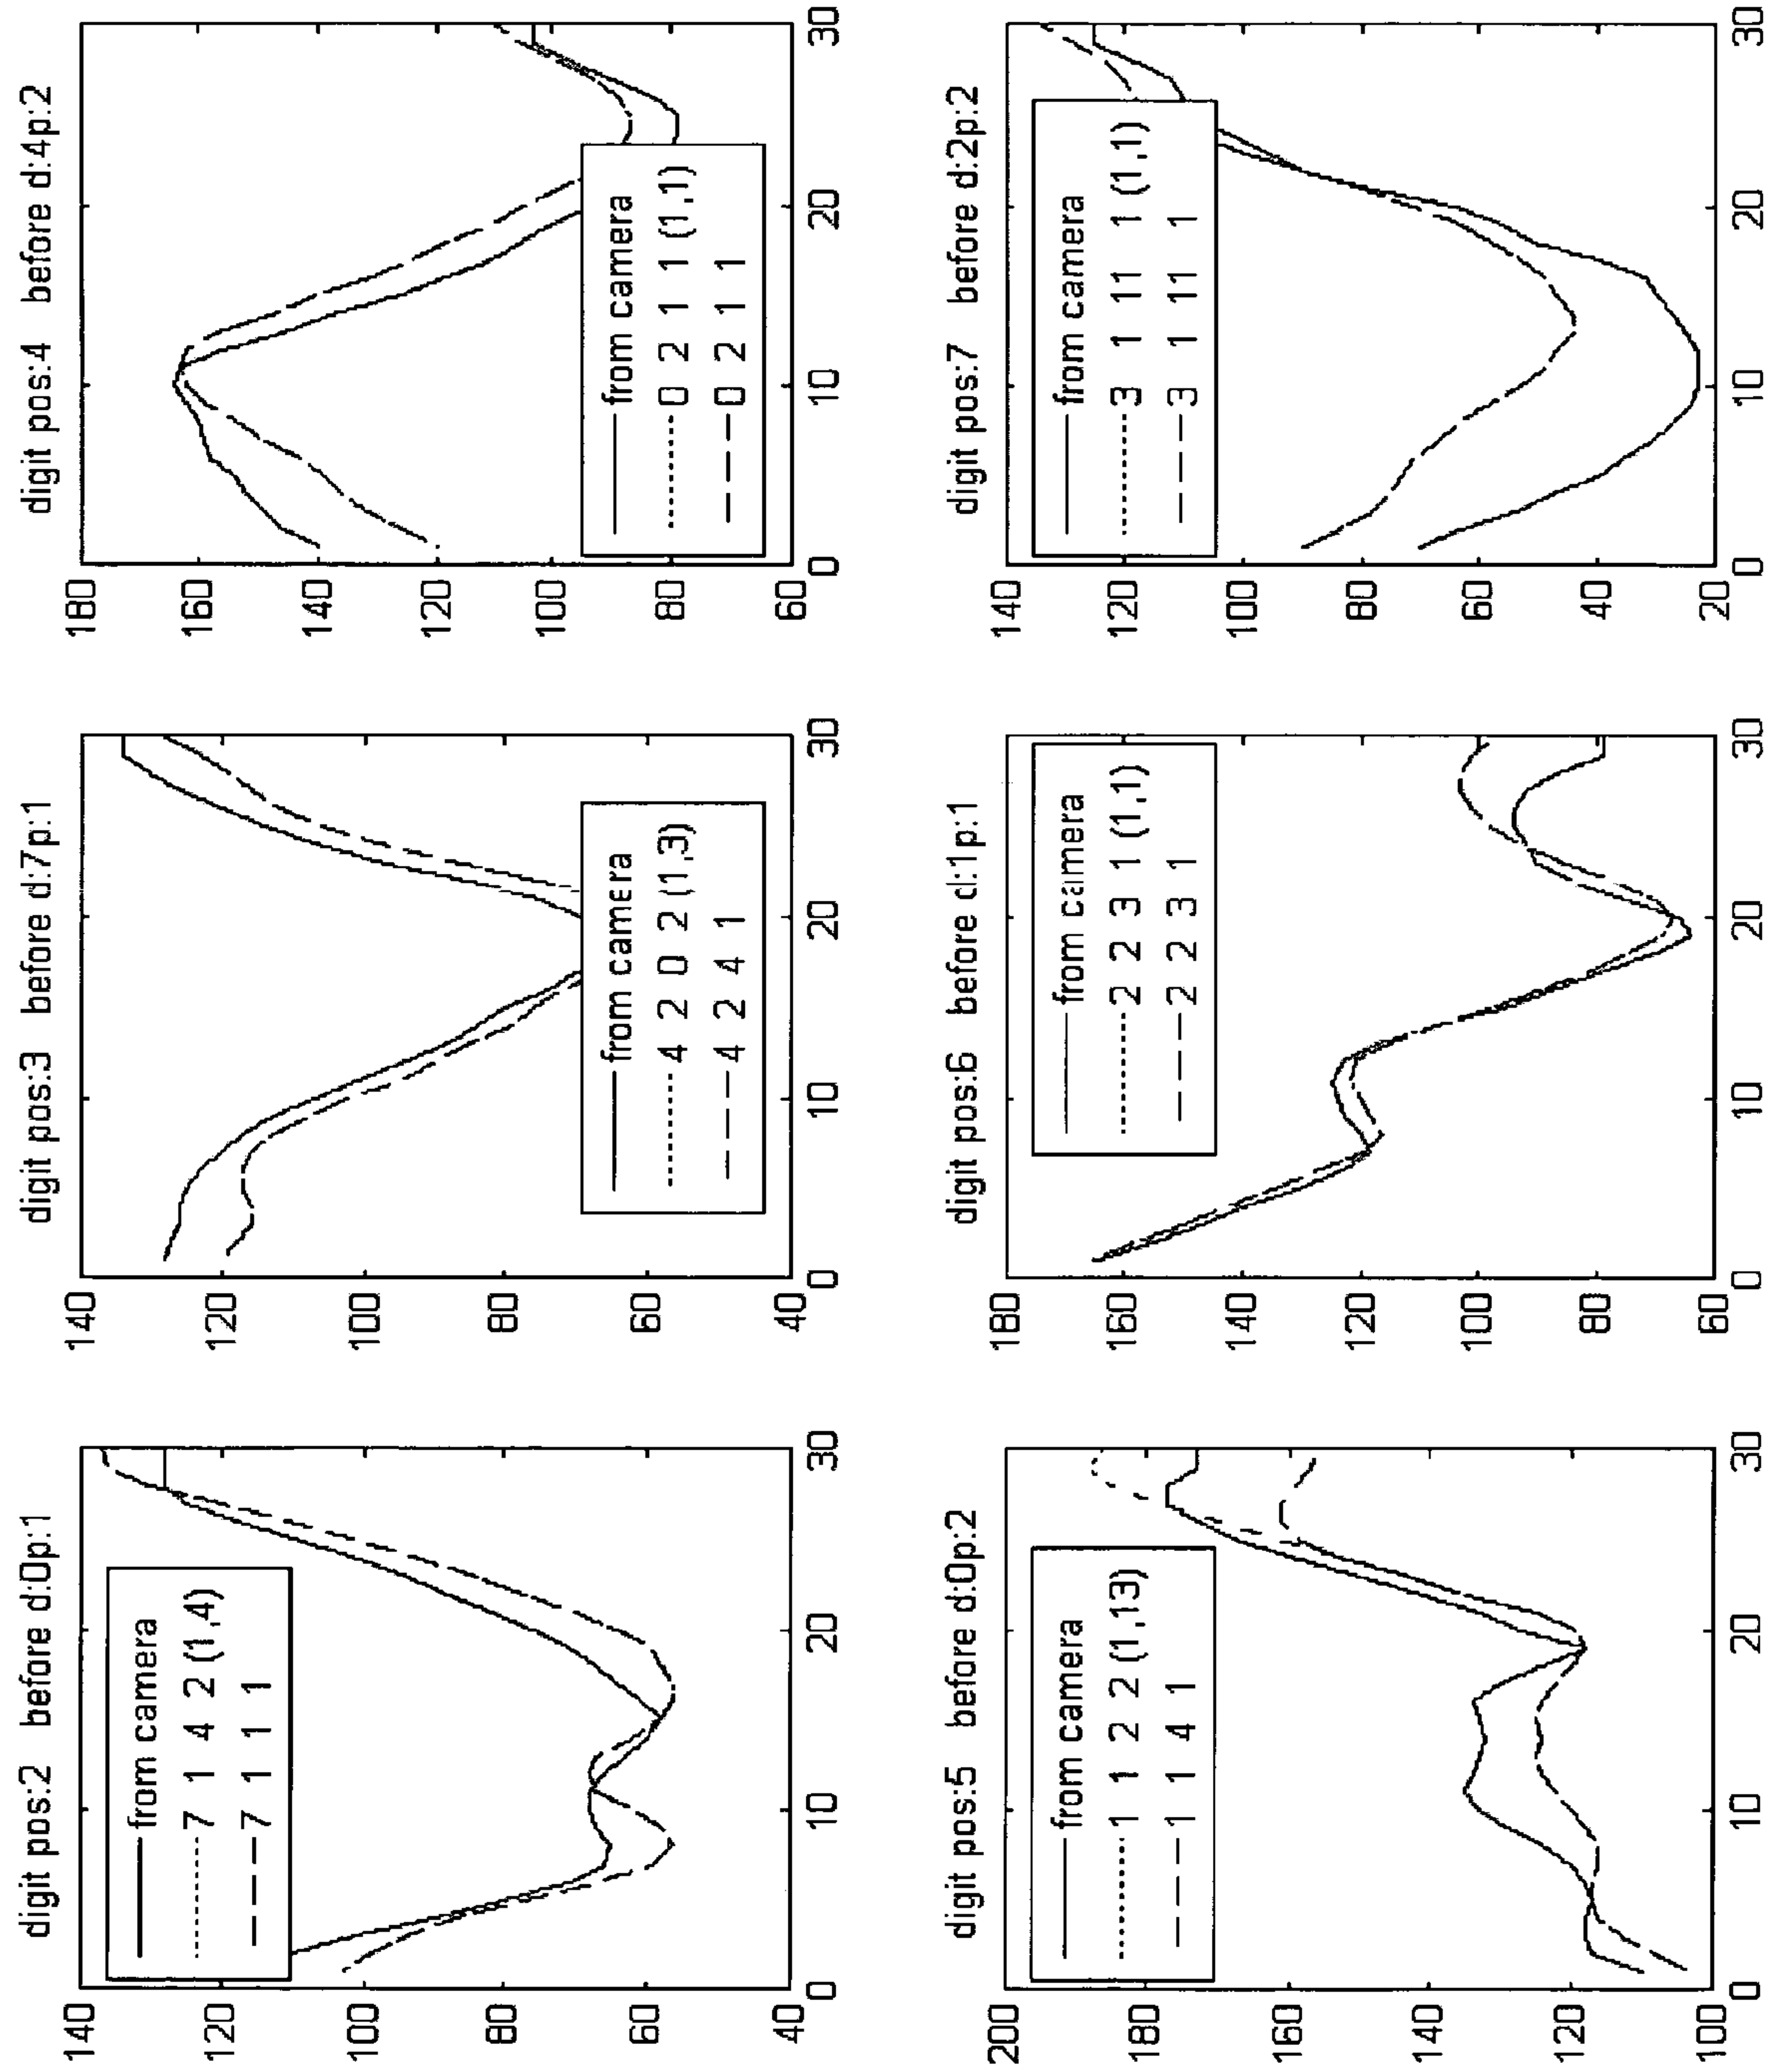 digit pos:2 before d:0p:1
140
120
100
80
60
40
0
10
20
30
from camera
7 1 4 2 (1,4)
7 1 1 1
digit pos:3 before d:7p:1
140
120
100
80
60
40
0
10
20
30
from camera
4 2 0 2 (1,3)
4 2 4 1
digit pos:4 before d:4p:2
180
160
140
120
100
80
60
0
10
20
30
from camera
0 2 1 1 (1,1)
0 2 1 1
digit pos:5 before d:0p:2
200
180
160
140
120
100
0
10
20
30
from camera
1 1 2 2 (1,13)
1 1 4 1
digit pos:6 before d:1p:1
180
160
140
120
100
80
60
0
10
20
30
from camera
2 2 3 1 (1,1)
2 2 3 1
digit pos:7 before d:2p:2
140
100
80
60
40
20
0
10
20
30
from camera
3 1 11 1 (1,1)
3 1 11 1